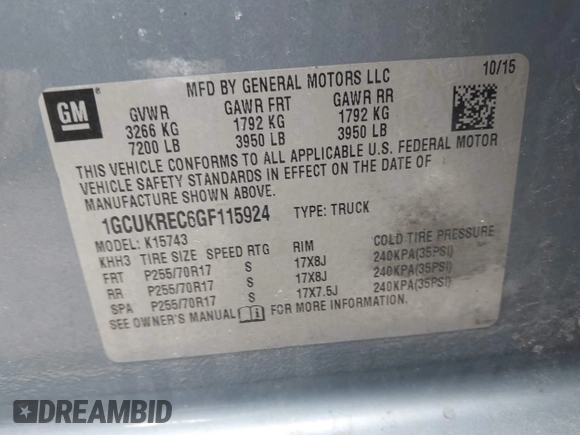 MFD BY GENERAL MOTORS LLC 10/15
GM®
GVWR GAWR FRT GAWR RR
3266 KG 1792 KG 1792 KG
7200 LB 3950 LB 3950 LB
THIS VEHICLE CONFORMS TO ALL APPLICABLE U.S. FEDERAL MOTOR
VEHICLE SAFETY STANDARDS IN EFFECT ON THE DATE OF
MANUFACTURE SHOWN ABOVE.
1GCUKREC6GF115924 TYPE: TRUCK
MODEL: K15743
KHH3 TIRE SIZE SPEED RTG RIM COLD TIRE PRESSURE
FRT P255/70R17 S 17X8J 240KPA(35PSI)
RR P255/70R17 S 17X8J 240KPA(35PSI)
SPA P255/70R17 S 17X7.5J 240KPA(35PSI)
SEE OWNER'S MANUAL FOR MORE INFORMATION.
DREAMBID